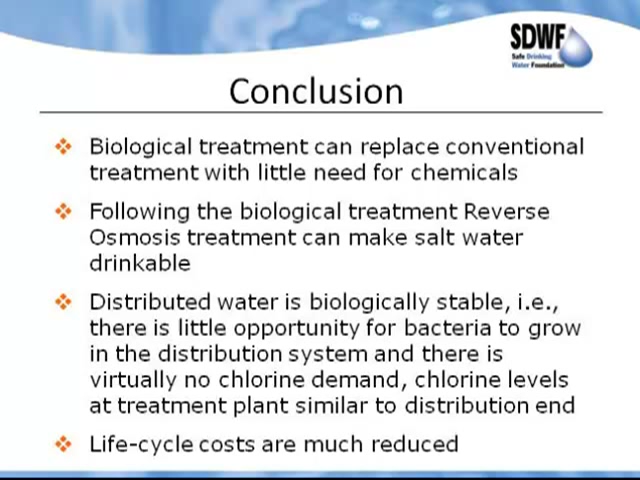 SDWF
Safe Drinking
Water Foundation
Conclusion
Biological treatment can replace conventional
treatment with little need for chemicals
Following the biological treatment Reverse
Osmosis treatment can make salt water
drinkable
Distributed water is biologically stable, i.e.,
there is little opportunity for bacteria to grow
in the distribution system and there is
virtually no chlorine demand, chlorine levels
at treatment plant similar to distribution end
Life-cycle costs are much reduced